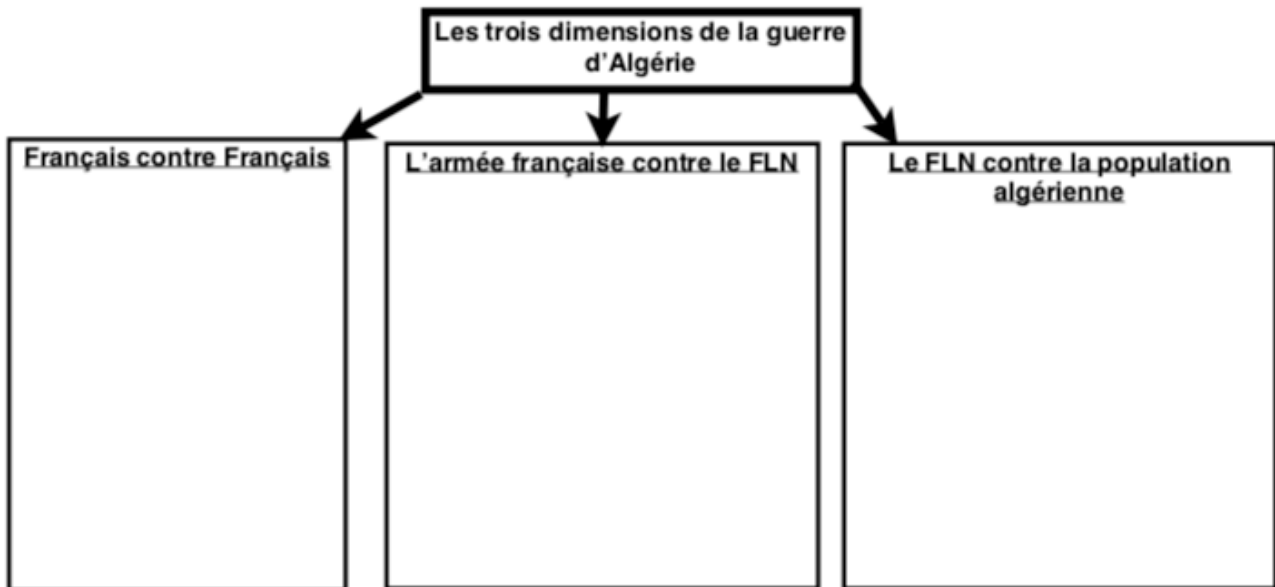 Les trois dimensions de la guerre
d'Algérie
Français contre Français
L'armée française contre le FLN
Le FLN contre la population
algérienne